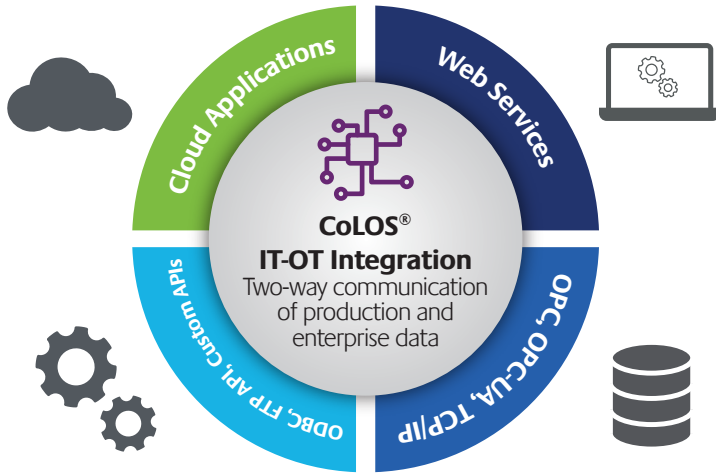 Cloud Applications
Web Services
CoLOS®
IT-OT Integration
Two-way communication
of production and
enterprise data
ODBC, FTP API, Custom APIs
OPC, OPC-UA, TCP/IP